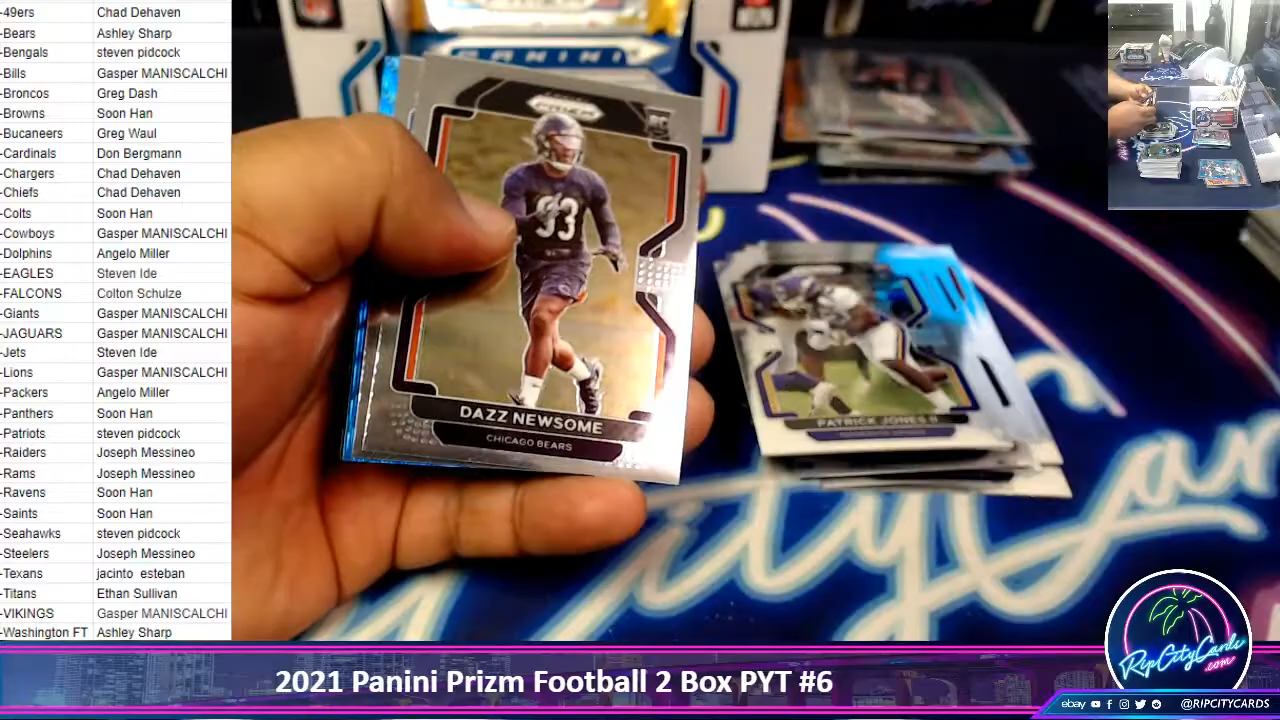 -49ers Chad Dehaven
-Bears Ashley Sharp
-Bengals steven pidcock
-Bills Gasper MANISCALCHI
-Broncos Greg Dash
-Browns Soon Han
-Bucaneers Greg Waul
-Cardinals Don Bergmann
-Chargers Chad Dehaven
-Chiefs Chad Dehaven
-Colts Soon Han
-Cowboys Gasper MANISCALCHI
-Dolphins Angelo Miller
-EAGLES Steven Ide
-FALCONS Colton Schulze
-Giants Gasper MANISCALCHI
-JAGUARS Gasper MANISCALCHI
-Jets Steven Ide
-Lions Gasper MANISCALCHI
-Packers Angelo Miller
-Panthers Soon Han
-Patriots steven pidcock
-Raiders Joseph Messineo
-Rams Joseph Messineo
-Ravens Soon Han
-Saints Soon Han
-Seahawks steven pidcock
-Steelers Joseph Messineo
-Texans jacinto esteban
-Titans Ethan Sullivan
-VIKINGS Gasper MANISCALCHI
-Washington FT Ashley Sharp
PANINI
PRIZM
RC
93
DAZZ NEWSOME
CHICAGO BEARS
PATRICK JONES II
RipCityCards
.com
2021 Panini Prizm Football 2 Box PYT #6
ebay @RIPCITYCARDS